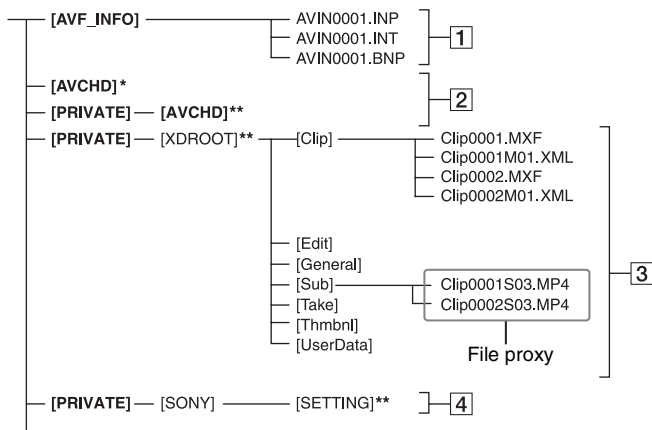 [AVF_INFO] AVIN0001.INP
AVIN0001.INT
AVIN0001.BNP
1
[AVCHD]*
[PRIVATE] [AVCHD]**
2
[PRIVATE] [XDROOT]** [Clip] Clip0001.MXF
Clip0001M01.XML
Clip0002.MXF
Clip0002M01.XML
[Edit]
[General]
[Sub] Clip0001S03.MP4
[Take] Clip0002S03.MP4
[Thmbnl]
[UserData]
File proxy
3
[PRIVATE] [SONY] [SETTING]** 4